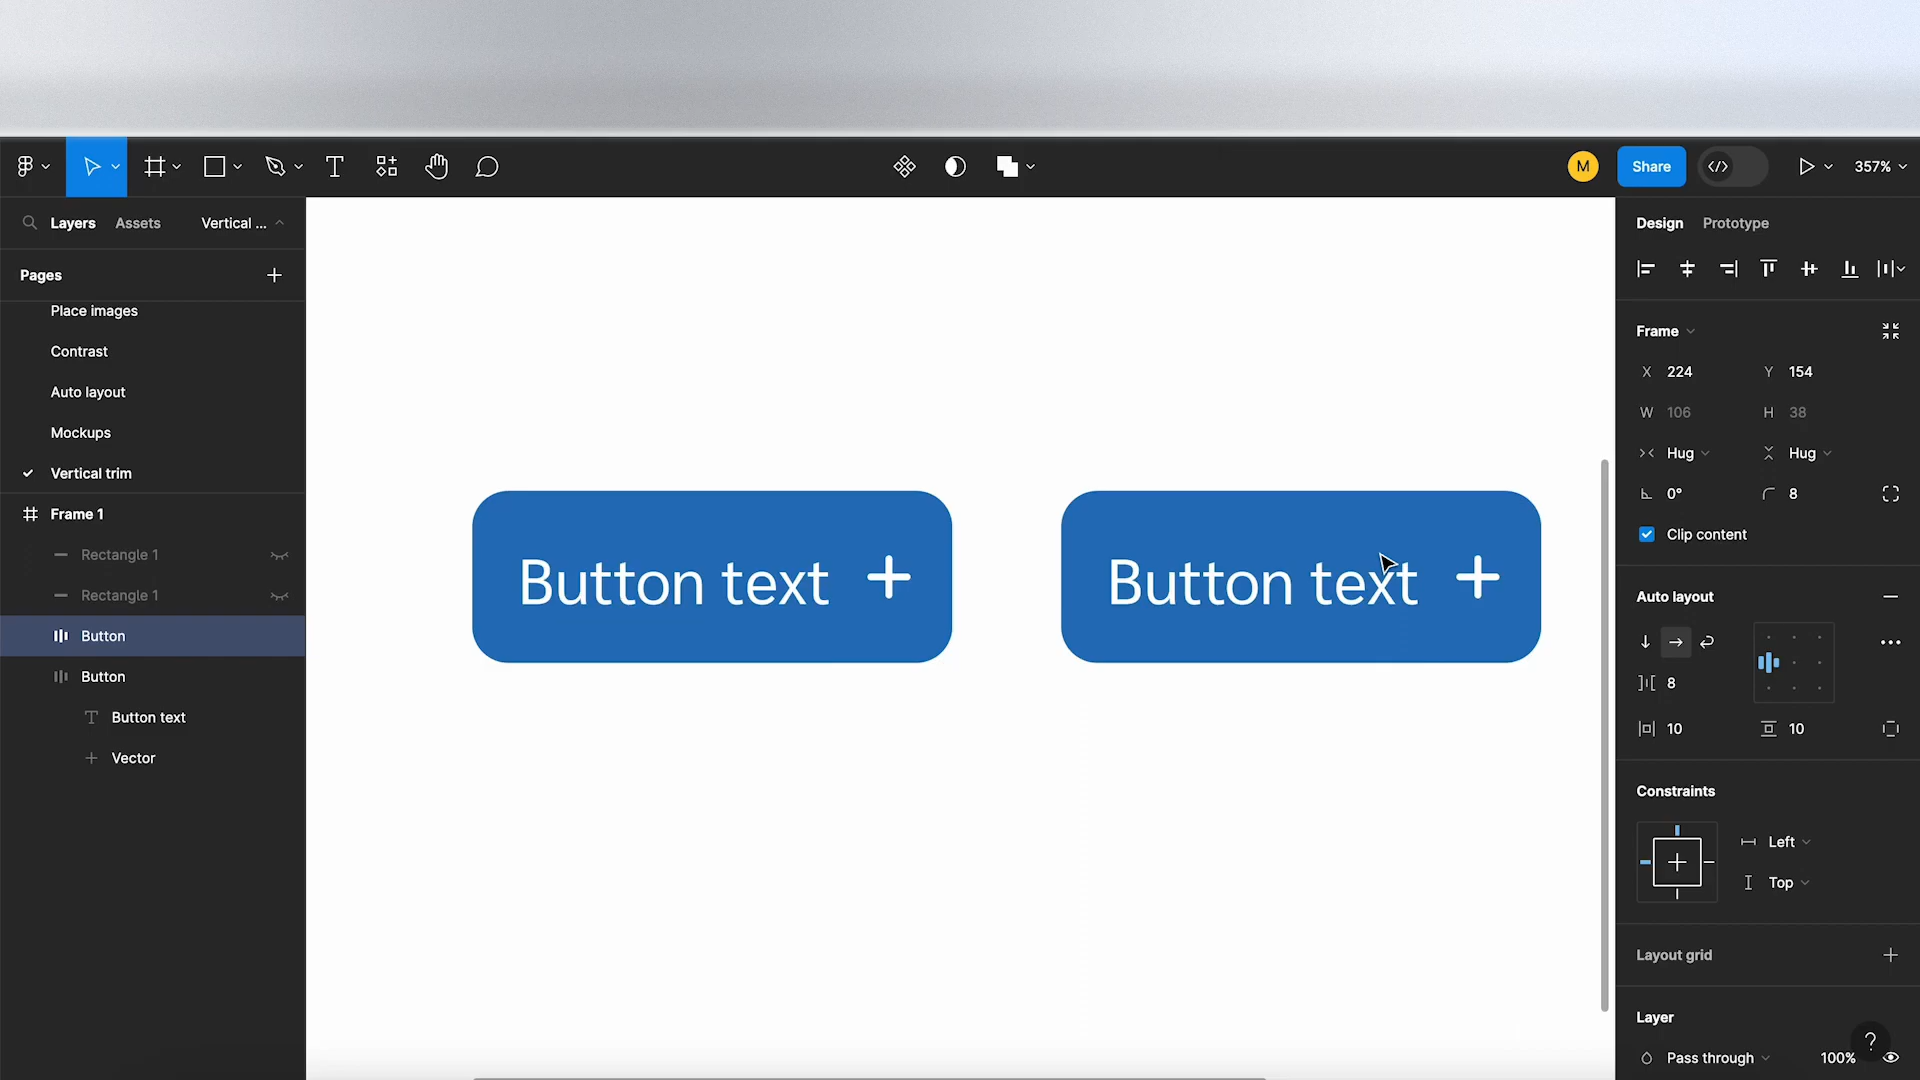 M
Share
357%
Layers
Assets
Vertical ...
Design
Prototype
Pages
Place images
Contrast
Auto layout
Mockups
Vertical trim
Frame 1
Rectangle 1
Rectangle 1
Button
Button
Button text
Vector
Button text
Button text
Frame
X 224
Y 154
W 106
H 38
Hug
Hug
0°
8
Clip content
Auto layout
8
10
10
Constraints
Left
Top
Layout grid
Layer
Pass through
100%
?